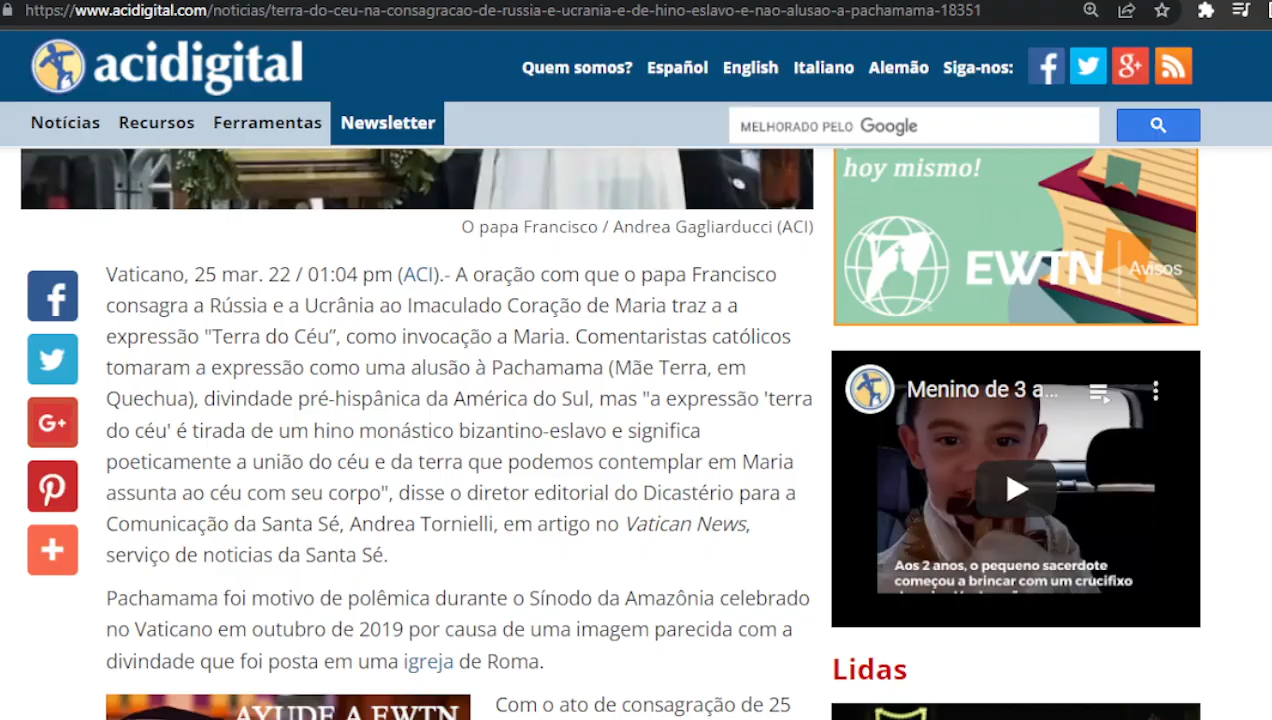 https://www.acidigital.com/noticias/terra-do-ceu-na-consagracao-de-russia-e-ucrania-e-de-hino-eslavo-e-nao-alusao-a-pachamama-18351
acidigital
Quem somos? Español English Italiano Alemão Siga-nos:
Notícias Recursos Ferramentas Newsletter
MELHORADO PELO Google
hoy mismo!
EWTN Avisos
O papa Francisco / Andrea Gagliarducci (ACI)
Vaticano, 25 mar. 22 / 01:04 pm (ACI).- A oração com que o papa Francisco
consagra a Rússia e a Ucrânia ao Imaculado Coração de Maria traz a a
expressão "Terra do Céu”, como invocação a Maria. Comentaristas católicos
tomaram a expressão como uma alusão à Pachamama (Mãe Terra, em
Quechua), divindade pré-hispânica da América do Sul, mas "a expressão 'terra
do céu' é tirada de um hino monástico bizantino-eslavo e significa
poeticamente a união do céu e da terra que podemos contemplar em Maria
assunta ao céu com seu corpo", disse o diretor editorial do Dicastério para a
Comunicação da Santa Sé, Andrea Tornielli, em artigo no Vatican News,
serviço de noticias da Santa Sé.
Pachamama foi motivo de polêmica durante o Sínodo da Amazônia celebrado
no Vaticano em outubro de 2019 por causa de uma imagem parecida com a
divindade que foi posta em uma igreja de Roma.
AYUDE A EWTN
Com o ato de consagração de 25
Menino de 3 a...
Aos 2 anos, o pequeno sacerdote
começou a brincar com um crucifixo
Lidas